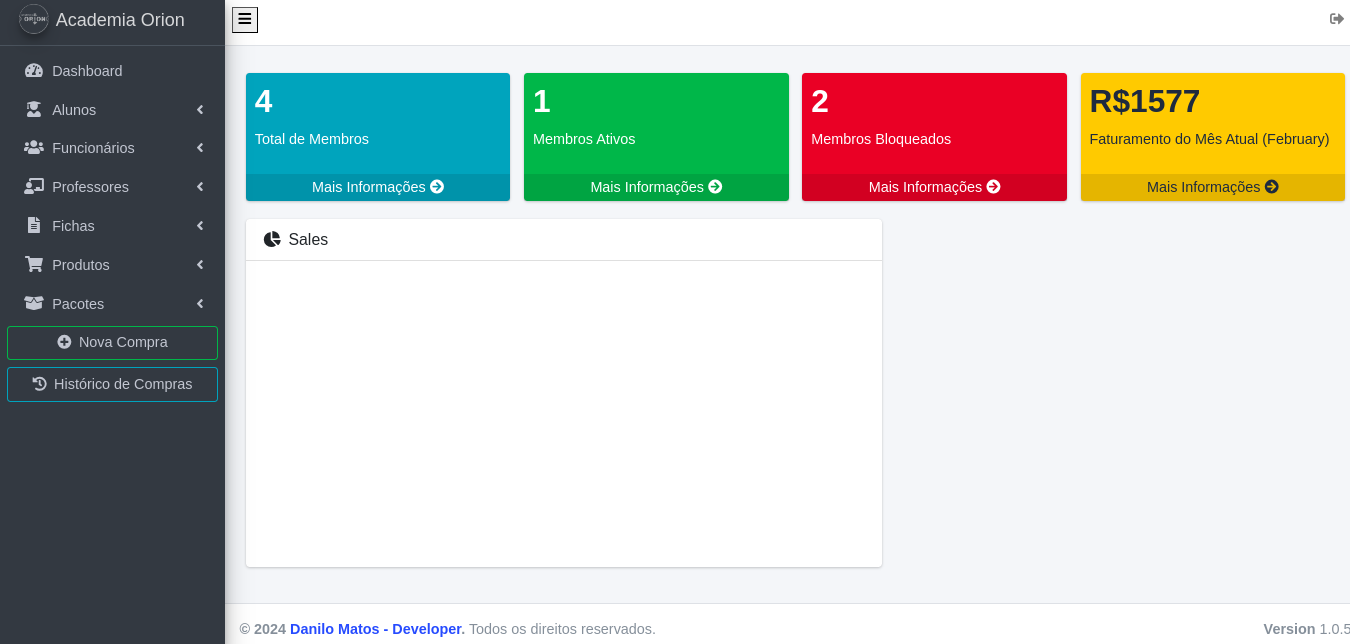 Academia Orion
Dashboard
Alunos
Funcionários
Professores
Fichas
Produtos
Pacotes
Nova Compra
Histórico de Compras
4
Total de Membros
Mais Informações
1
Membros Ativos
Mais Informações
2
Membros Bloqueados
Mais Informações
R$1577
Faturamento do Mês Atual (February)
Mais Informações
Sales
© 2024 Danilo Matos - Developer. Todos os direitos reservados.
Version 1.0.5